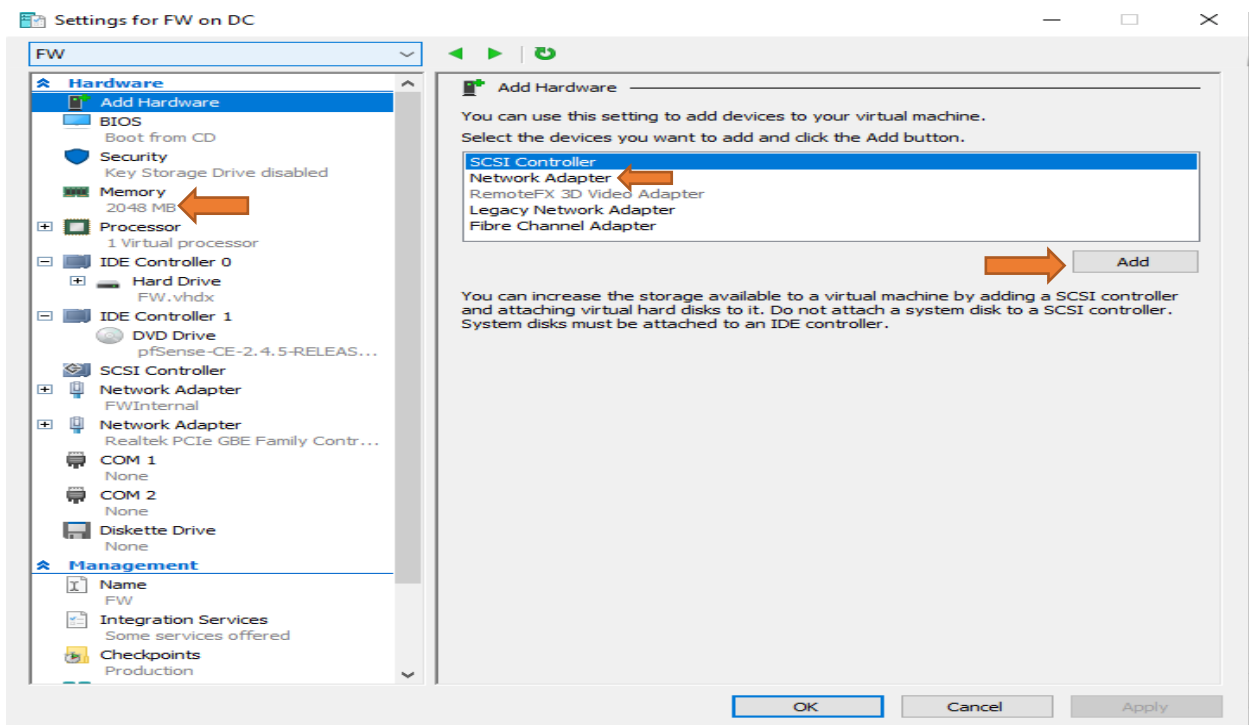 Settings for FW on DC
FW
Hardware
Add Hardware
BIOS
Boot from CD
Security
Key Storage Drive disabled
Memory
2048 MB
Processor
1 Virtual processor
IDE Controller 0
Hard Drive
FW.vhdx
IDE Controller 1
DVD Drive
pfSense-CE-2.4.5-RELEAS...
SCSI Controller
Network Adapter
FWInternal
Network Adapter
Realtek PCIe GBE Family Contr...
COM 1
None
COM 2
None
Diskette Drive
None
Management
Name
FW
Integration Services
Some services offered
Checkpoints
Production
Add Hardware
You can use this setting to add devices to your virtual machine.
Select the devices you want to add and click the Add button.
SCSI Controller
Network Adapter
RemoteFX 3D Video Adapter
Legacy Network Adapter
Fibre Channel Adapter
Add
You can increase the storage available to a virtual machine by adding a SCSI controller
and attaching virtual hard disks to it. Do not attach a system disk to a SCSI controller.
System disks must be attached to an IDE controller.
OK
Cancel
Apply